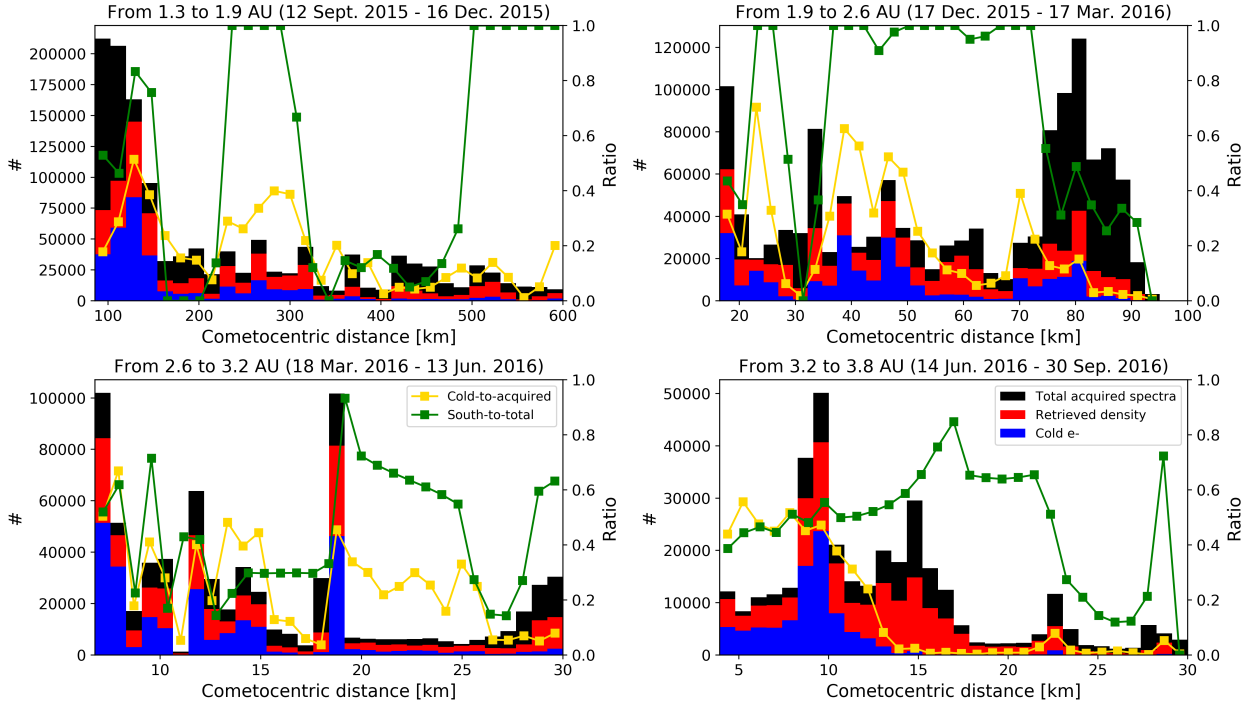 From 1.3 to 1.9 AU (12 Sept. 2015 - 16 Dec. 2015)
200000
175000
150000
125000
100000
75000
50000
25000
0
#
1.0
0.8
0.6
0.4
0.2
0.0
Ratio
100 200 300 400 500 600
Cometocentric distance [km]
From 1.9 to 2.6 AU (17 Dec. 2015 - 17 Mar. 2016)
120000
100000
80000
60000
40000
20000
0
#
1.0
0.8
0.6
0.4
0.2
0.0
Ratio
20 30 40 50 60 70 80 90 100
Cometocentric distance [km]
From 2.6 to 3.2 AU (18 Mar. 2016 - 13 Jun. 2016)
Cold-to-acquired
South-to-total
100000
80000
60000
40000
20000
0
#
1.0
0.8
0.6
0.4
0.2
0.0
Ratio
10 15 20 25 30
Cometocentric distance [km]
From 3.2 to 3.8 AU (14 Jun. 2016 - 30 Sep. 2016)
Total acquired spectra
Retrieved density
Cold e-
50000
40000
30000
20000
10000
0
#
1.0
0.8
0.6
0.4
0.2
0.0
Ratio
5 10 15 20 25 30
Cometocentric distance [km]